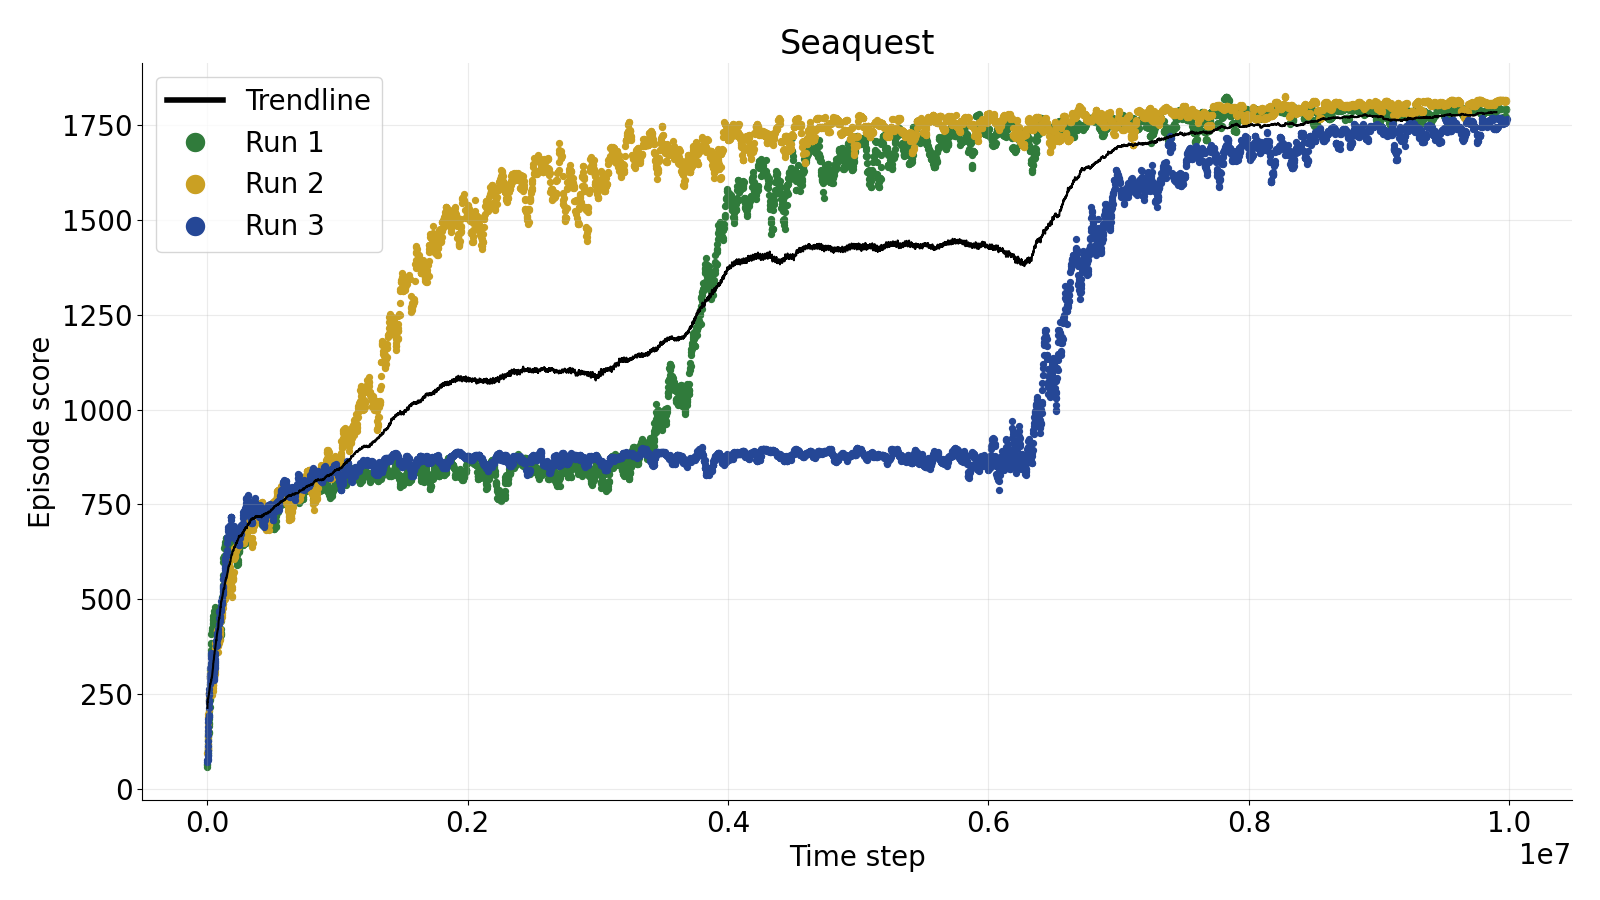 Seaquest
Trendline
Run 1
Run 2
Run 3
Episode score
1750
1500
1250
1000
750
500
250
0
0.0 0.2 0.4 0.6 0.8 1.0
1e7
Time step